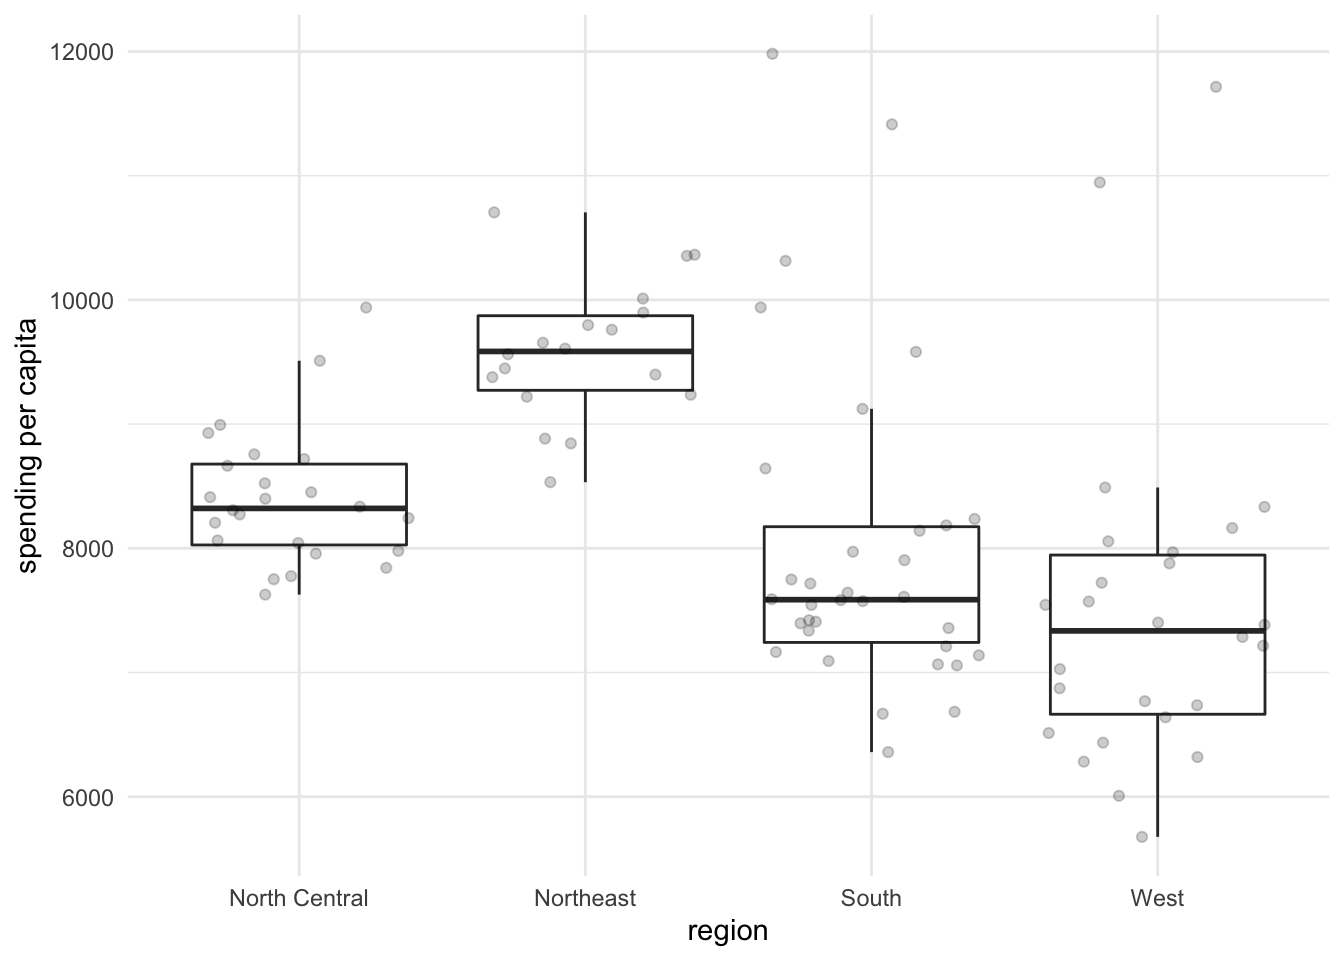 12000
10000
8000
6000
spending per capita
North Central
Northeast
South
West
region